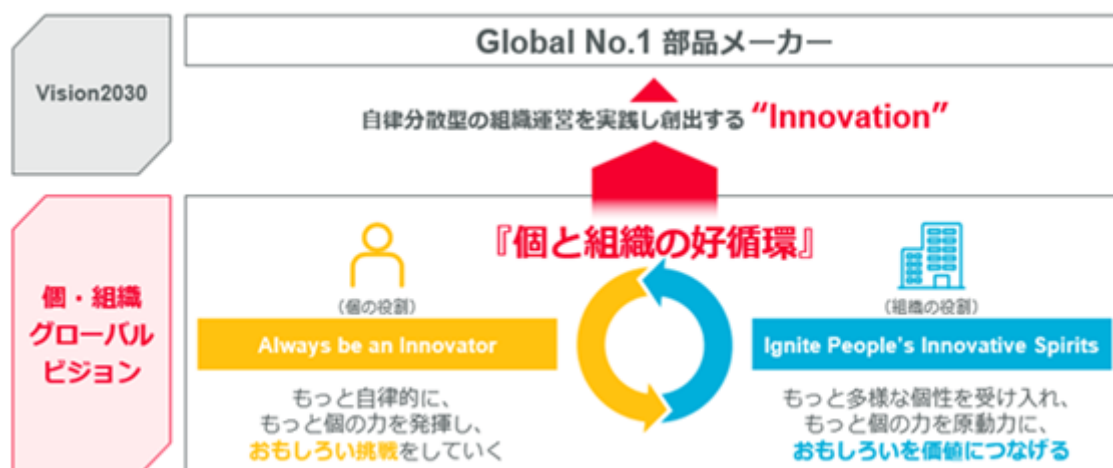 Vision2030
Global No.1 部品メーカー
自律分散型の組織運営を実践し創出する “Innovation”
個・組織
グローバル
ビジョン
『個と組織の好循環』
(個の役割)
Always be an Innovator
もっと自律的に、
もっと個の力を発揮し、
おもしろい挑戦をしていく
(組織の役割)
Ignite People's Innovative Spirits
もっと多様な個性を受け入れ、
もっと個の力を原動力に、
おもしろいを価値につなげる